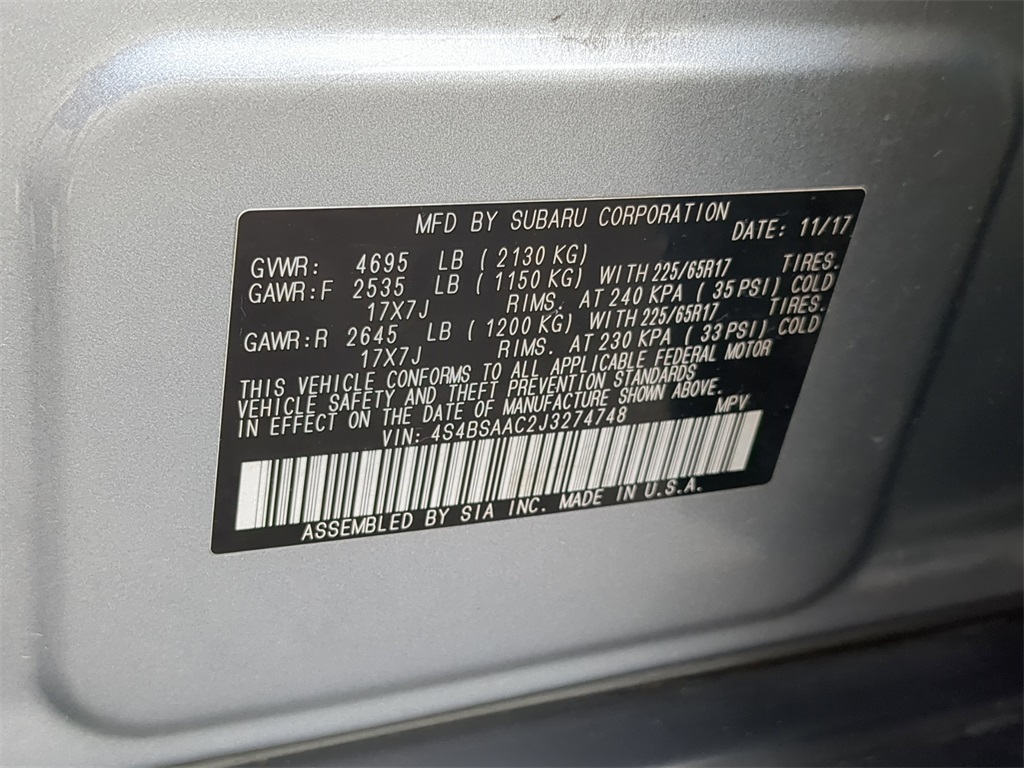 MFD BY SUBARU CORPORATION DATE: 11/17
GVWR: 4695 LB (2130 KG)
GAWR:F 2535 LB (1150 KG) WITH 225/65R17 TIRES.
17X7J RIMS. AT 240 KPA (35 PSI) COLD
GAWR:R 2645 LB (1200 KG) WITH 225/65R17 TIRES.
17X7J RIMS. AT 230 KPA (33 PSI) COLD
THIS VEHICLE CONFORMS TO ALL APPLICABLE FEDERAL MOTOR
VEHICLE SAFETY AND THEFT PREVENTION STANDARDS
IN EFFECT ON THE DATE OF MANUFACTURE SHOWN ABOVE.
VIN: 4S4BSAAC2J3274748 MPV
ASSEMBLED BY SIA INC. MADE IN U.S.A.